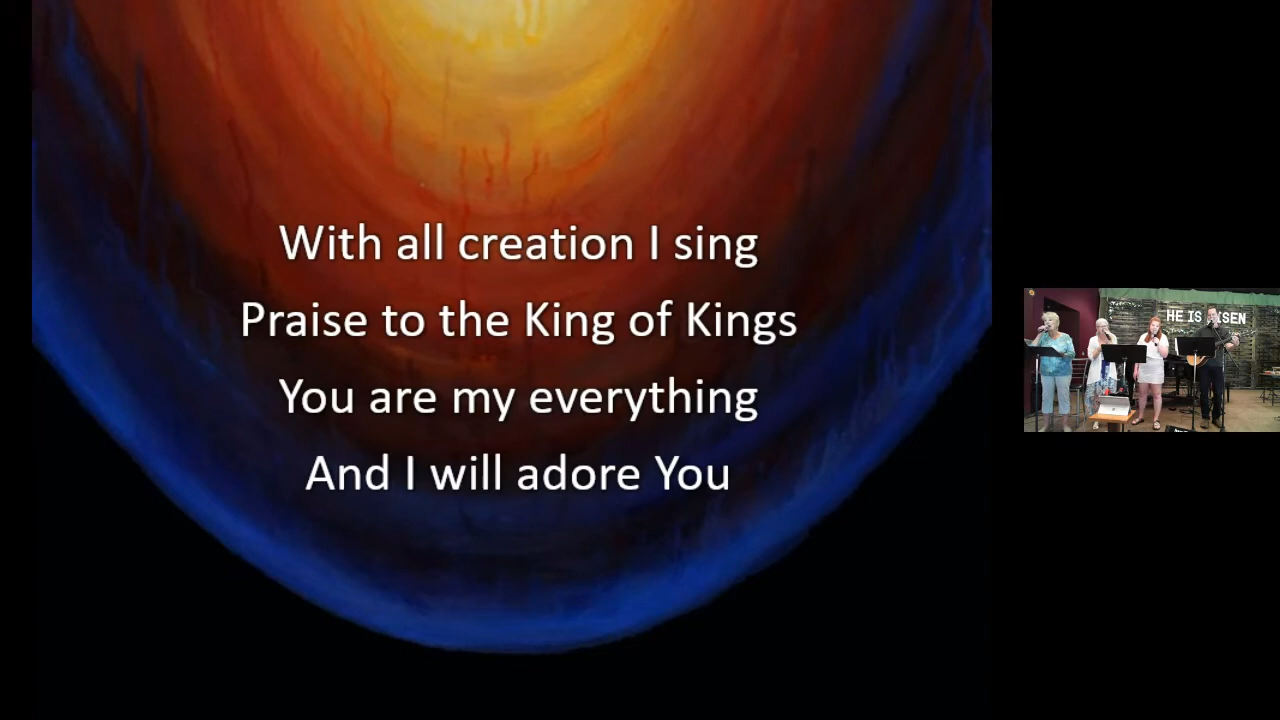 With all creation I sing
Praise to the King of Kings
You are my everything
And I will adore You
HE IS RISEN